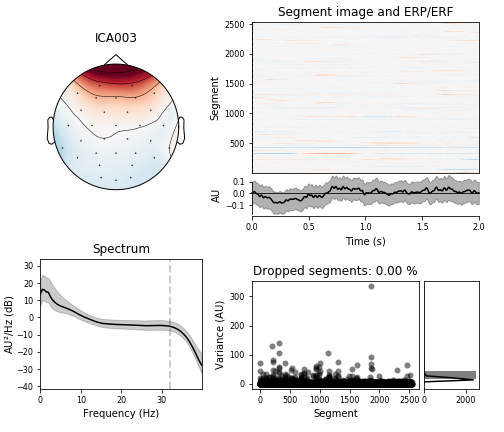 ICA003
Segment image and ERP/ERF
Segment
2500
2000
1500
1000
500
AU
0.1
0.0
−0.1
0.0 0.5 1.0 1.5 2.0
Time (s)
Spectrum
AU²/Hz (dB)
30
20
10
0
−10
−20
−30
−40
0 10 20 30
Frequency (Hz)
Dropped segments: 0.00 %
Variance (AU)
300
200
100
0
0 500 1000 1500 2000 2500
Segment
0 2000